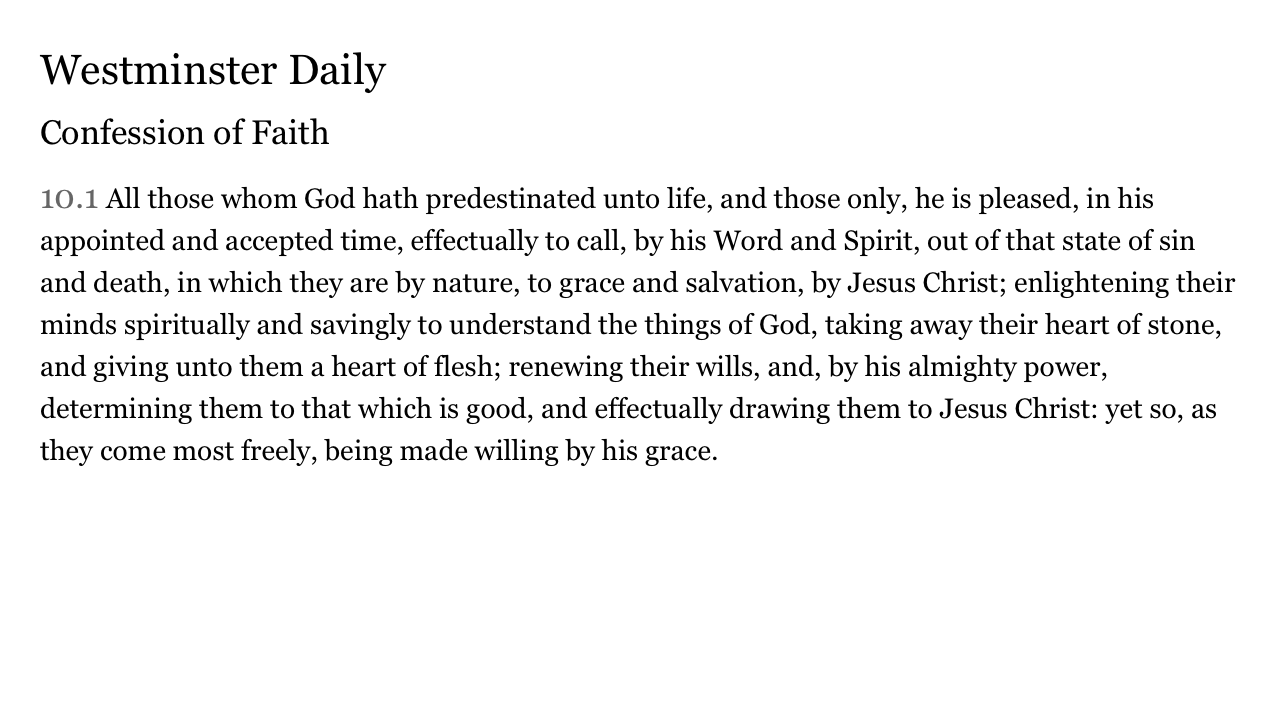 Westminster Daily
Confession of Faith
10.1 All those whom God hath predestinated unto life, and those only, he is pleased, in his
appointed and accepted time, effectually to call, by his Word and Spirit, out of that state of sin
and death, in which they are by nature, to grace and salvation, by Jesus Christ; enlightening their
minds spiritually and savingly to understand the things of God, taking away their heart of stone,
and giving unto them a heart of flesh; renewing their wills, and, by his almighty power,
determining them to that which is good, and effectually drawing them to Jesus Christ: yet so, as
they come most freely, being made willing by his grace.